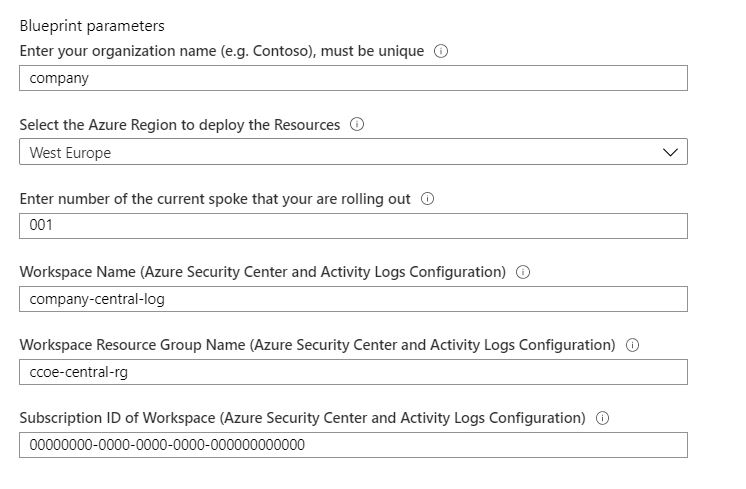 Blueprint parameters
Enter your organization name (e.g. Contoso), must be unique
company
Select the Azure Region to deploy the Resources
West Europe
Enter number of the current spoke that your are rolling out
001
Workspace Name (Azure Security Center and Activity Logs Configuration)
company-central-log
Workspace Resource Group Name (Azure Security Center and Activity Logs Configuration)
ccoe-central-rg
Subscription ID of Workspace (Azure Security Center and Activity Logs Configuration)
00000000-0000-0000-0000-000000000000